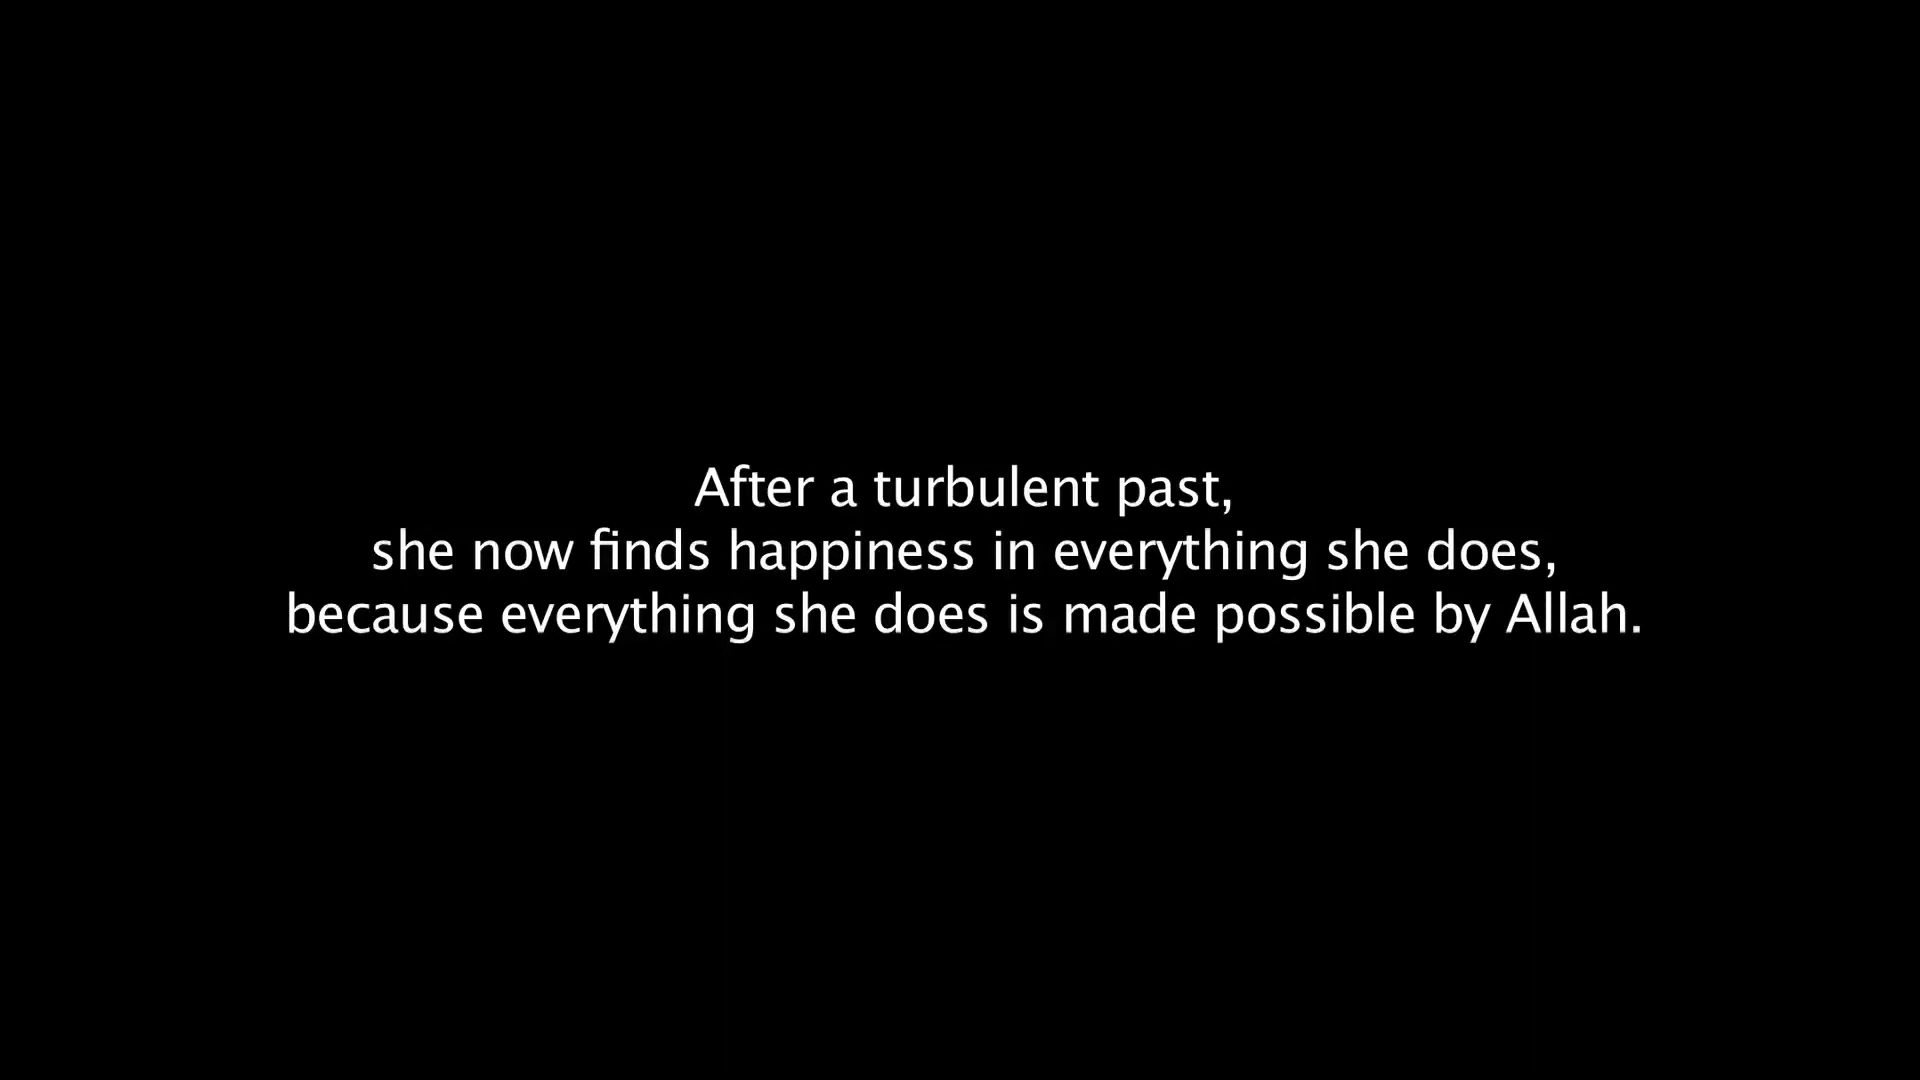 After a turbulent past,
she now finds happiness in everything she does,
because everything she does is made possible by Allah.